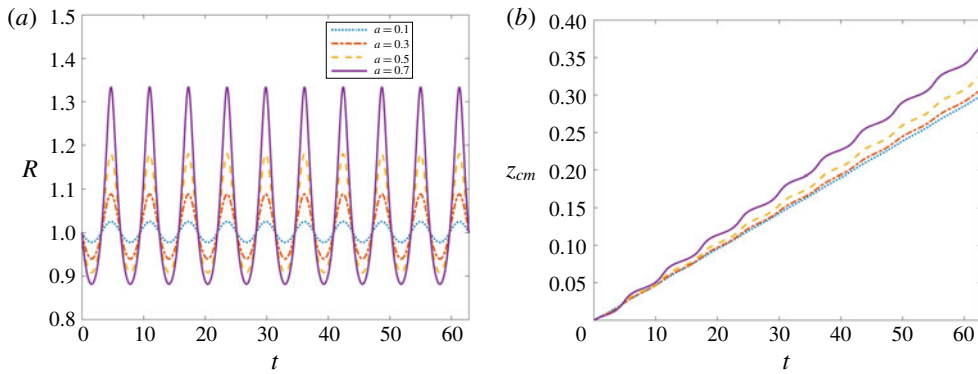 (a)
1.5
1.4
1.3
1.2
R 1.1
1.0
0.9
0.8
0 10 20 30 40 50 60
t
a = 0.1
a = 0.3
a = 0.5
a = 0.7
(b)
0.40
0.35
0.30
0.25
z_cm 0.20
0.15
0.10
0.05
0 10 20 30 40 50 60
t